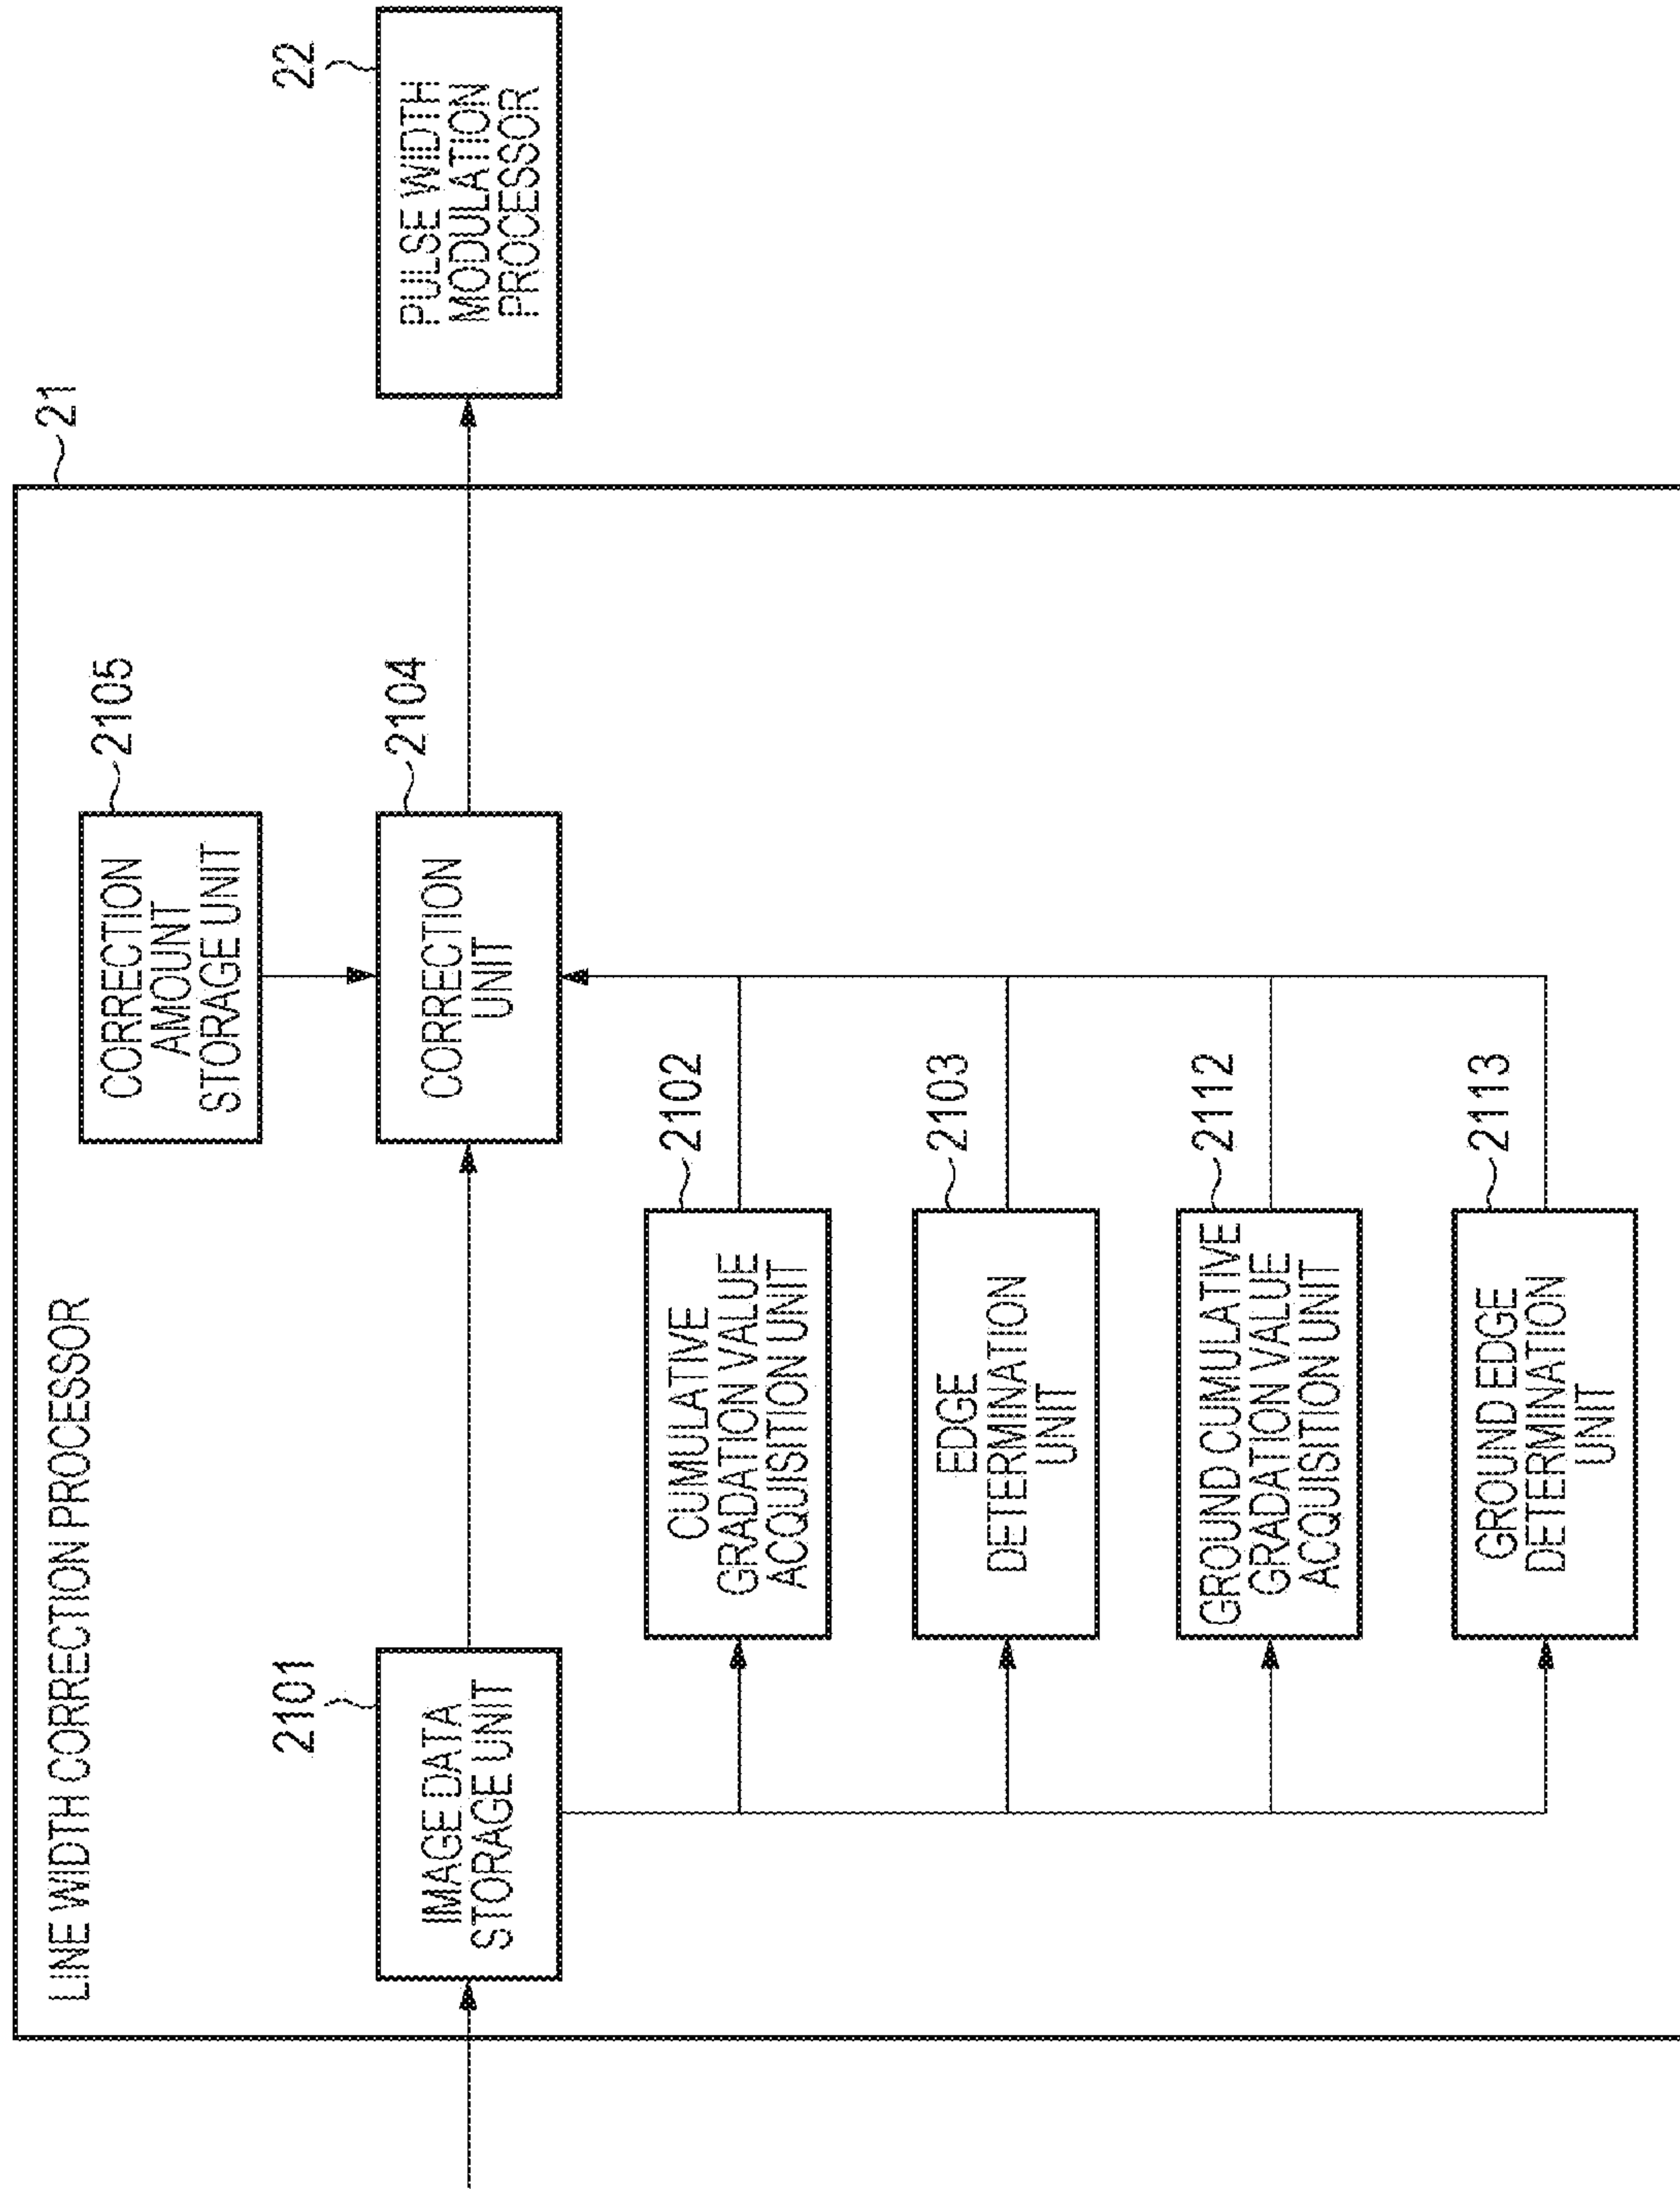 LINE WIDTH CORRECTION PROCESSOR
21
2105
CORRECTION
AMOUNT
STORAGE UNIT
2101
IMAGE DATA
STORAGE UNIT
2104
CORRECTION
UNIT
22
PULSE WIDTH
MODULATION
PROCESSOR
2102
CUMULATIVE
GRADATION VALUE
ACQUISITION UNIT
2103
EDGE
DETERMINATION
UNIT
2112
GROUND CUMULATIVE
GRADATION VALUE
ACQUISITION UNIT
2113
GROUND EDGE
DETERMINATION
UNIT